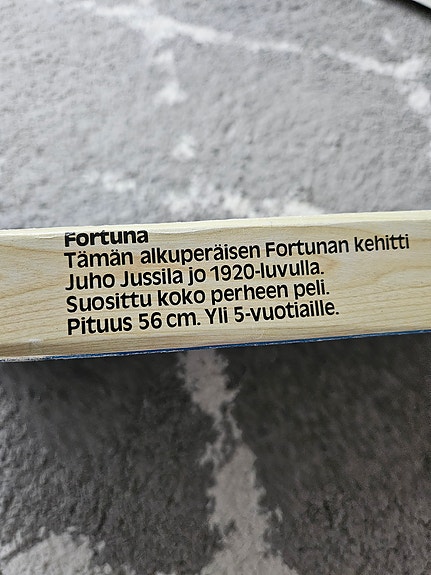 Fortuna
Tämän alkuperäisen Fortunan kehitti
Juho Jussila jo 1920-luvulla.
Suosittu koko perheen peli.
Pituus 56 cm. Yli 5-vuotiaille.